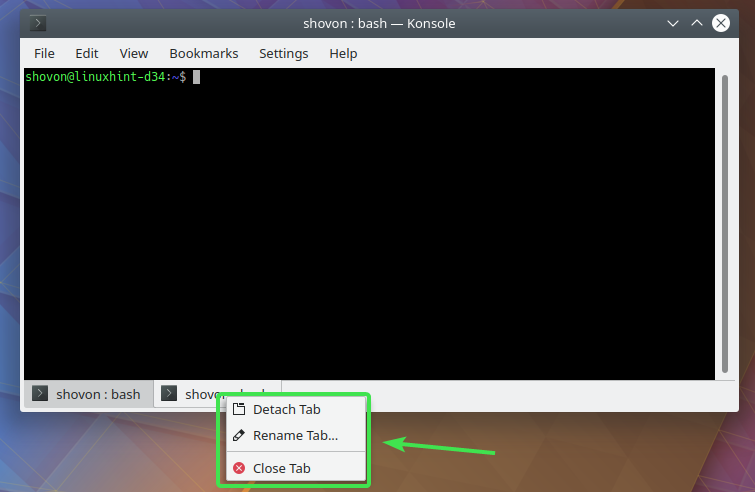 shovon : bash — Konsole
File Edit View Bookmarks Settings Help
shovon@linuxhint-d34:~$
shovon : bash shovo
Detach Tab
Rename Tab...
Close Tab